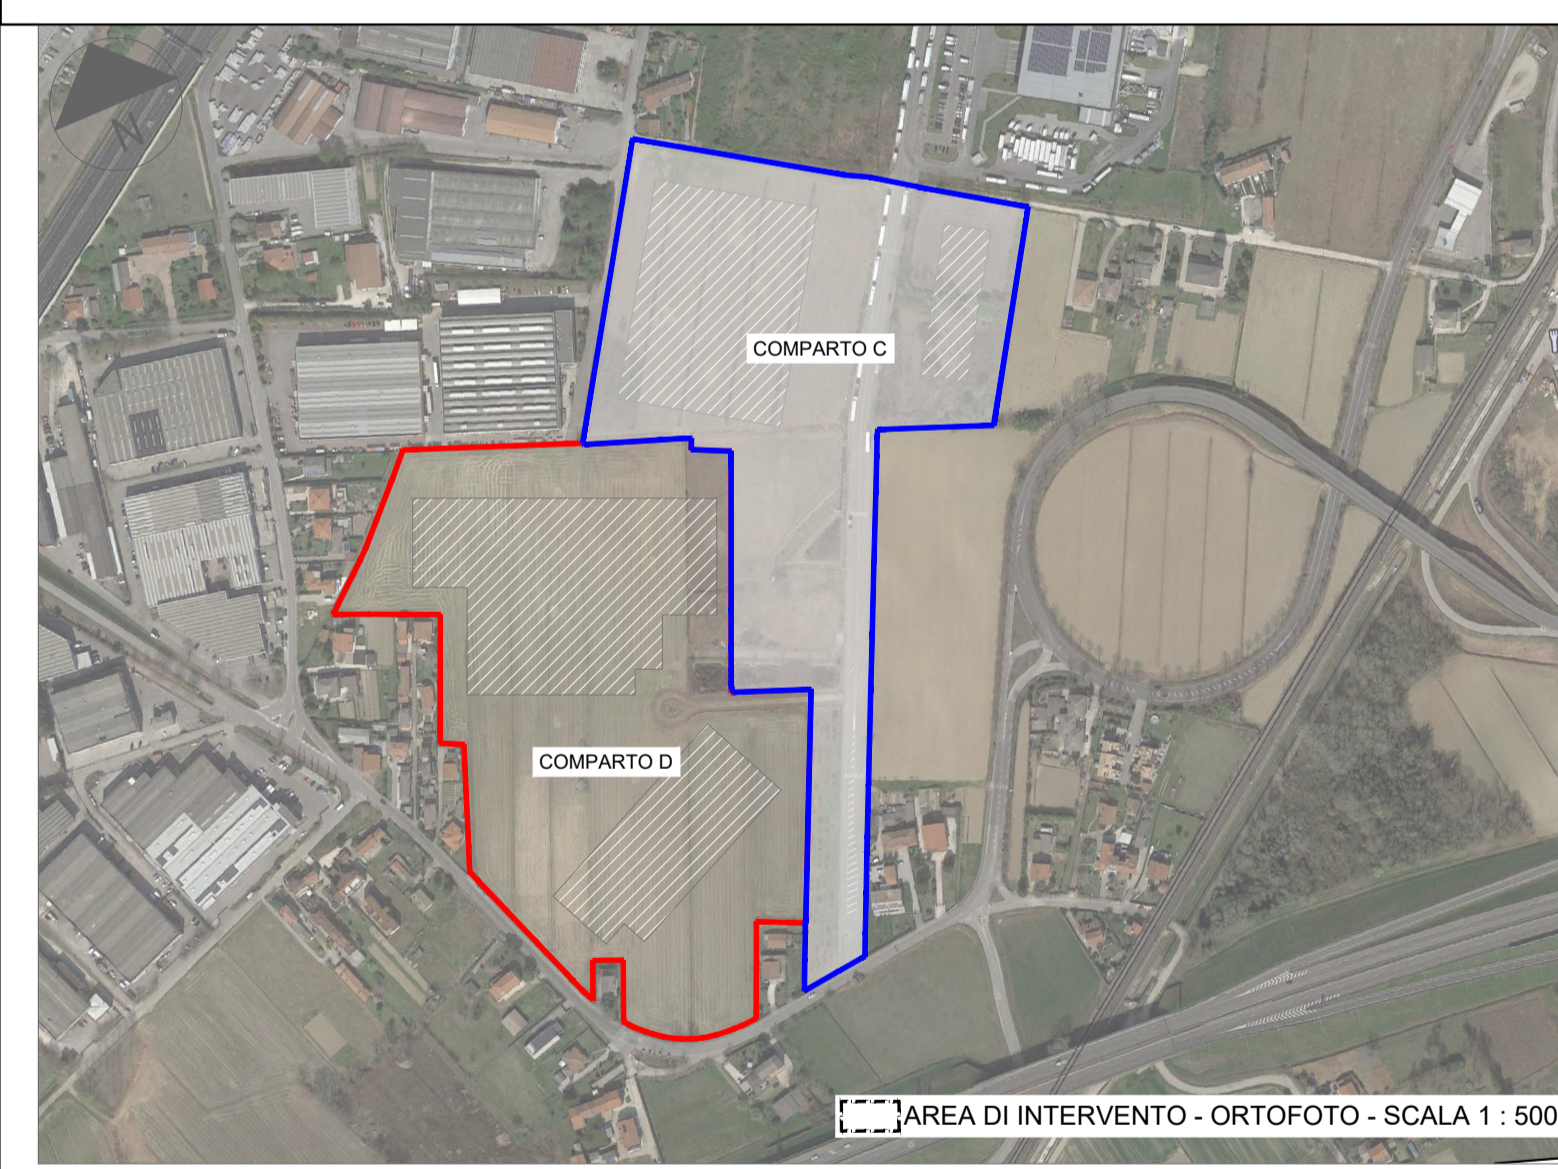 N
COMPARTO C
COMPARTO D
AREA DI INTERVENTO - ORTOFOTO - SCALA 1 : 500